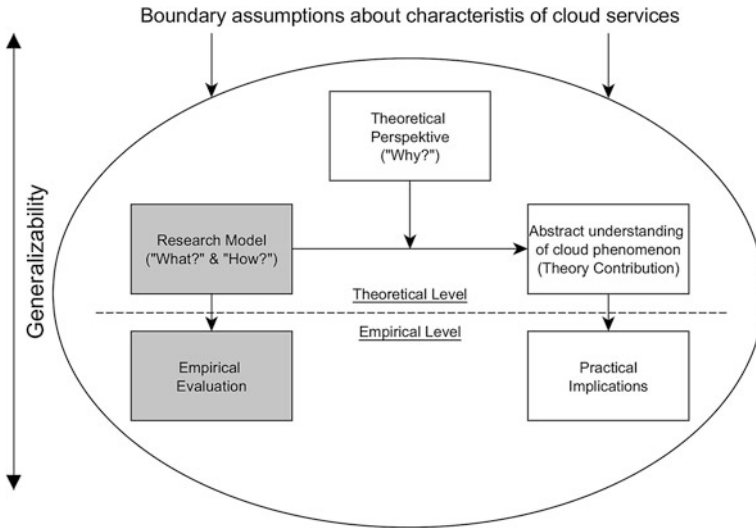 Boundary assumptions about characteristis of cloud services
Generalizability
Theoretical
Perspektive
("Why?")
Research Model
("What?" & "How?")
Abstract understanding
of cloud phenomenon
(Theory Contribution)
Theoretical Level
Empirical Level
Empirical
Evaluation
Practical
Implications